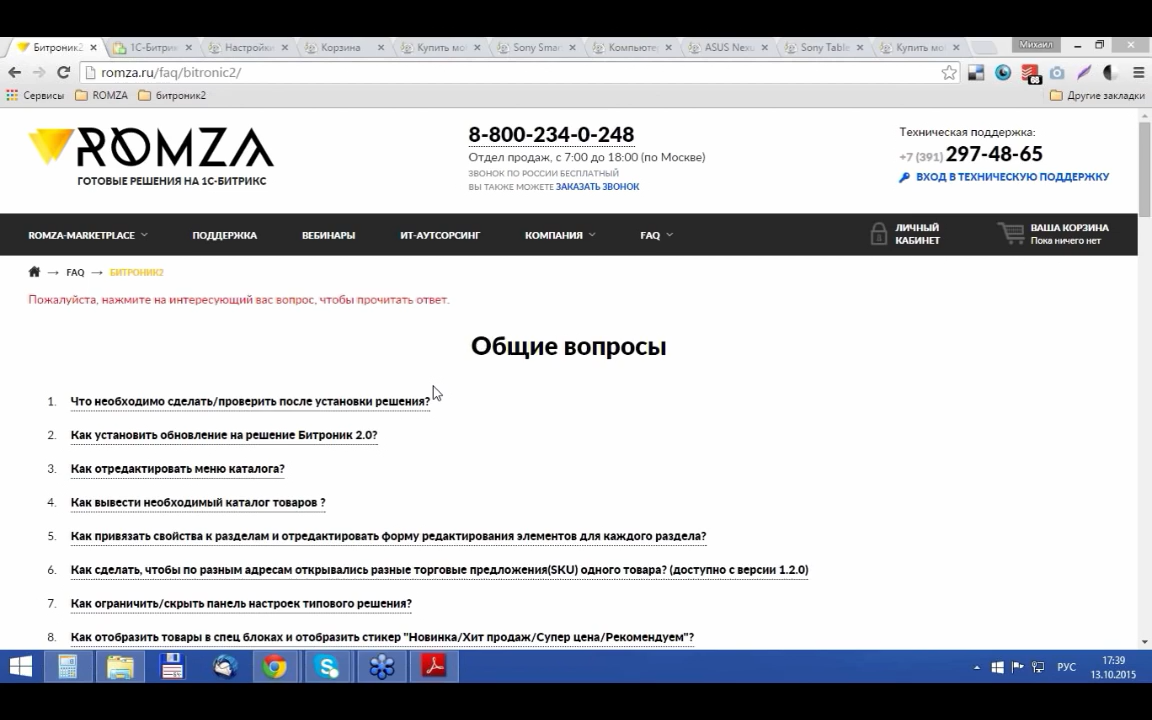 Битроник2
1С-Битри
Настройки
Корзина
Купить мо
Sony Sma
Компьюте
ASUS Nex
Sony Table
Купить мо
Михаил
romza.ru/faq/bitronic2/
Сервисы
ROMZA
битроник2
Другие закладки
ROMZA
ГОТОВЫЕ РЕШЕНИЯ НА 1С-БИТРИКС
8-800-234-0-248
Отдел продаж, с 7:00 до 18:00 (по Москве)
ЗВОНОК ПО РОССИИ БЕСПЛАТНЫЙ
ВЫ ТАКЖЕ МОЖЕТЕ ЗАКАЗАТЬ ЗВОНОК
Техническая поддержка:
+7 (391) 297-48-65
ВХОД В ТЕХНИЧЕСКУЮ ПОДДЕРЖКУ
ROMZA-MARKETPLACE
ПОДДЕРЖКА
ВЕБИНАРЫ
ИТ-АУТСОРСИНГ
КОМПАНИЯ
FAQ
ЛИЧНЫЙ КАБИНЕТ
ВАША КОРЗИНА
Пока ничего нет
FAQ → БИТРОНИК2
Пожалуйста, нажмите на интересующий вас вопрос, чтобы прочитать ответ.
Общие вопросы
1. Что необходимо сделать/проверить после установки решения?
2. Как установить обновление на решение Битроник 2.0?
3. Как отредактировать меню каталога?
4. Как вывести необходимый каталог товаров ?
5. Как привязать свойства к разделам и отредактировать форму редактирования элементов для каждого раздела?
6. Как сделать, чтобы по разным адресам открывались разные торговые предложения(SKU) одного товара? (доступно с версии 1.2.0)
7. Как ограничить/скрыть панель настроек типового решения?
8. Как отобразить товары в спец блоках и отобразить стикер "Новинка/Хит продаж/Супер цена/Рекомендуем"?
РУС
17:39
13.10.2015